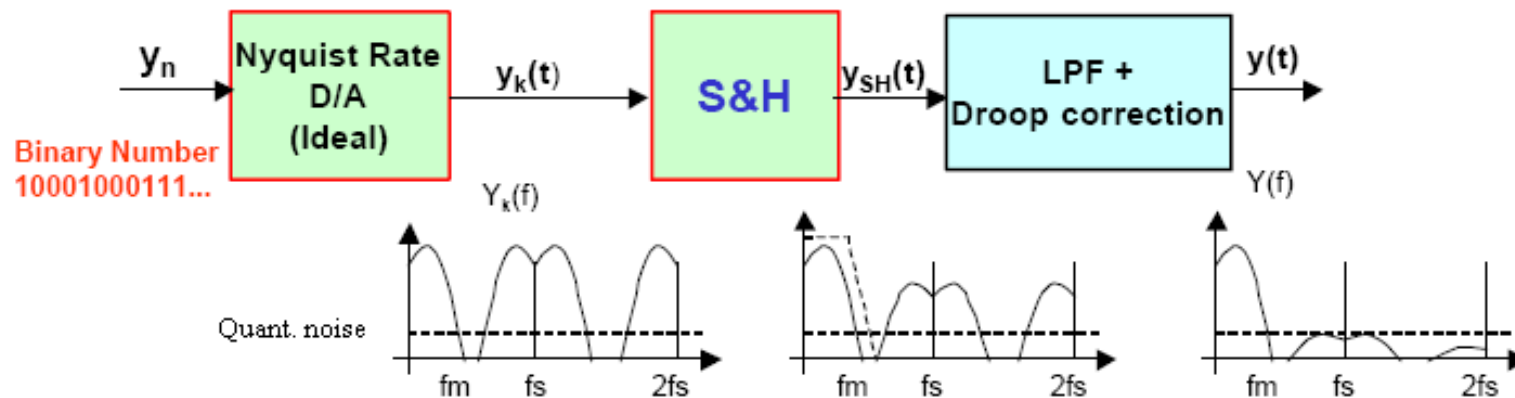 yn
Nyquist Rate
D/A
(Ideal)
yk(t)
S&H
ySH(t)
LPF +
Droop correction
y(t)
Binary Number
10001000111...
Yk(f)
Y(f)
Quant. noise
fm fs 2fs
fm fs 2fs
fm fs 2fs